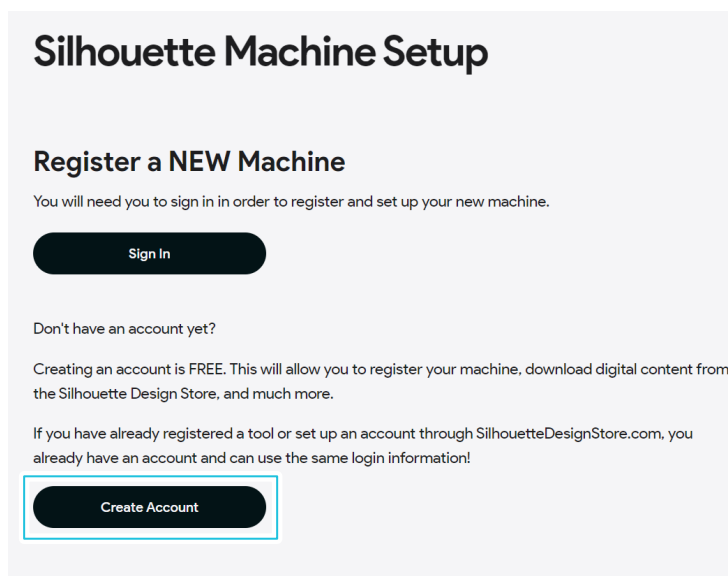 Silhouette Machine Setup
Register a NEW Machine
You will need you to sign in in order to register and set up your new machine.
Sign In
Don't have an account yet?
Creating an account is FREE. This will allow you to register your machine, download digital content from
the Silhouette Design Store, and much more.
If you have already registered a tool or set up an account through SilhouetteDesignStore.com, you
already have an account and can use the same login information!
Create Account